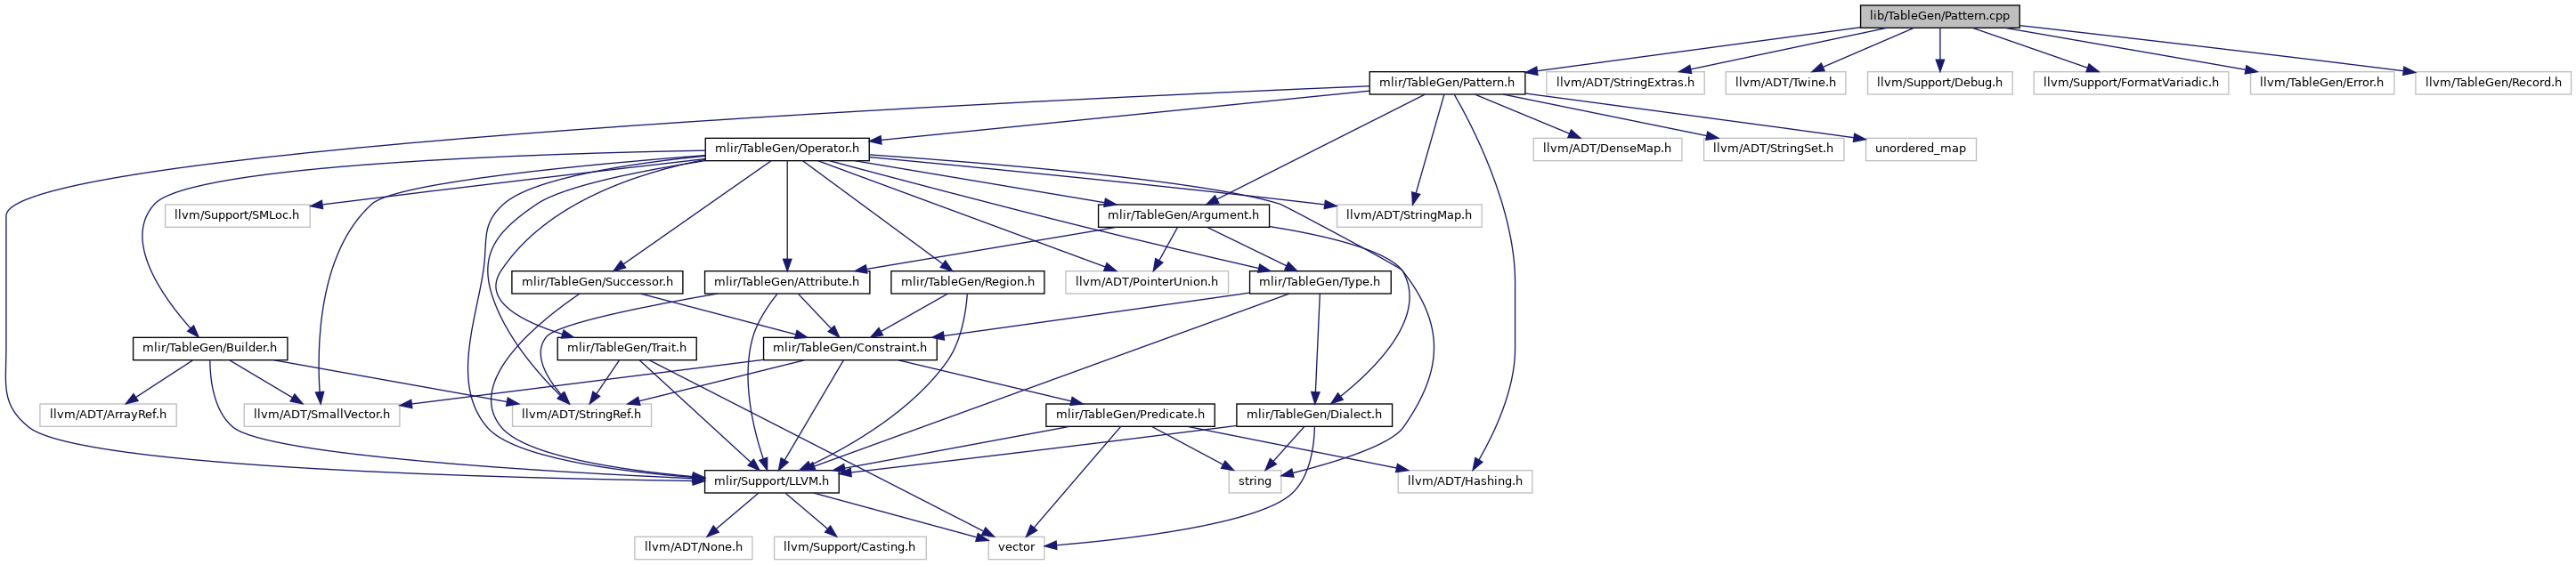 lib/TableGen/Pattern.cpp
mlir/TableGen/Pattern.h
llvm/ADT/StringExtras.h
llvm/ADT/Twine.h
llvm/Support/Debug.h
llvm/Support/FormatVariadic.h
llvm/TableGen/Error.h
llvm/TableGen/Record.h
mlir/TableGen/Operator.h
llvm/ADT/DenseMap.h
llvm/ADT/StringSet.h
unordered_map
llvm/Support/SMLoc.h
mlir/TableGen/Argument.h
llvm/ADT/StringMap.h
mlir/TableGen/Successor.h
mlir/TableGen/Attribute.h
mlir/TableGen/Region.h
llvm/ADT/PointerUnion.h
mlir/TableGen/Type.h
mlir/TableGen/Builder.h
mlir/TableGen/Trait.h
mlir/TableGen/Constraint.h
llvm/ADT/ArrayRef.h
llvm/ADT/SmallVector.h
llvm/ADT/StringRef.h
mlir/TableGen/Predicate.h
mlir/TableGen/Dialect.h
mlir/Support/LLVM.h
string
llvm/ADT/Hashing.h
llvm/ADT/None.h
llvm/Support/Casting.h
vector